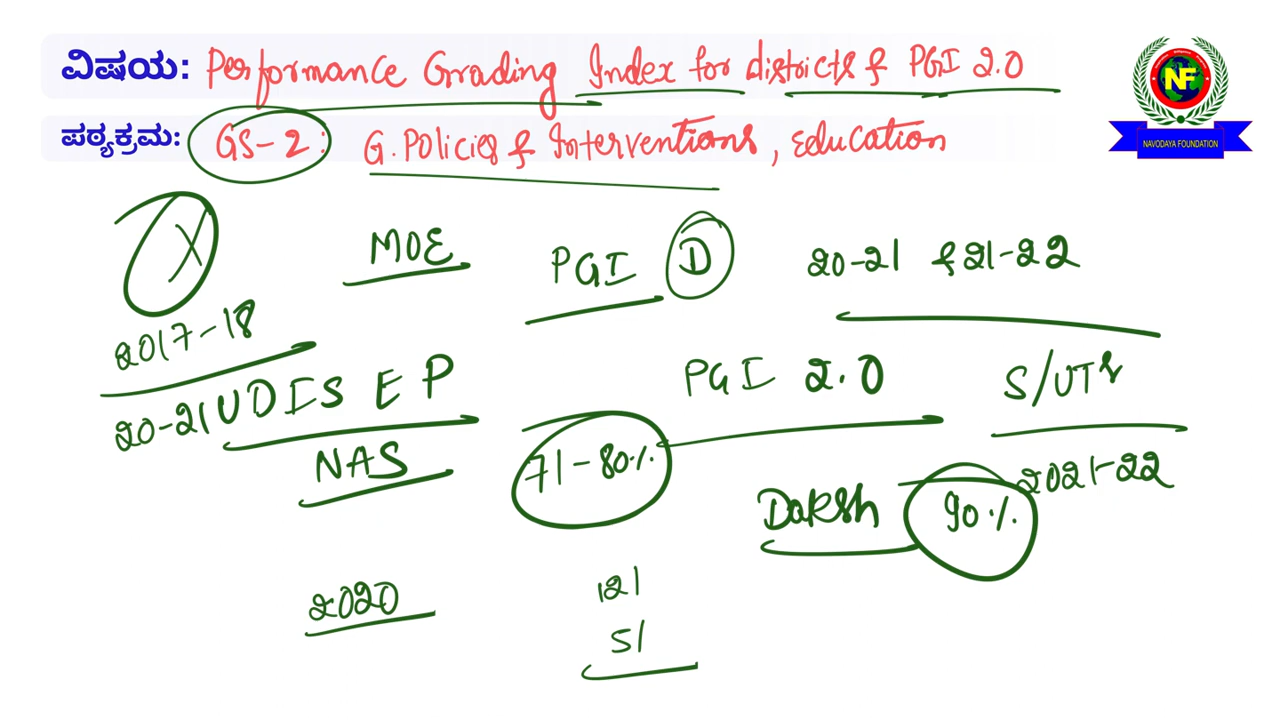 ವಿಷಯ: Performance Grading Index for districts & PGI 2.0
ಪಠ್ಯಕ್ರಮ: GS-2: G. Policies & Interventions, Education
NF
NAVODAYA FOUNDATION
X MOE PGI D 20-21 & 21-22
2017-18
20-21 UDISEP PGI 2.0 S/UTs
NAS 71-80% 2021-22
Daksh 90%
2020 121
51